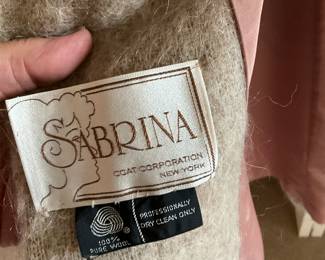 SABRINA
COAT CORPORATION
NEW YORK
100%
PURE WOOL
PROFESSIONALLY
DRY CLEAN ONLY